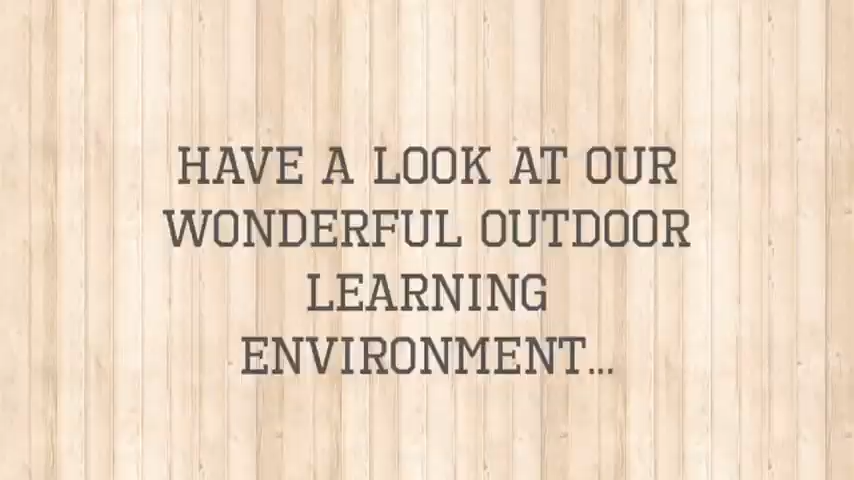 HAVE A LOOK AT OUR
WONDERFUL OUTDOOR
LEARNING
ENVIRONMENT...